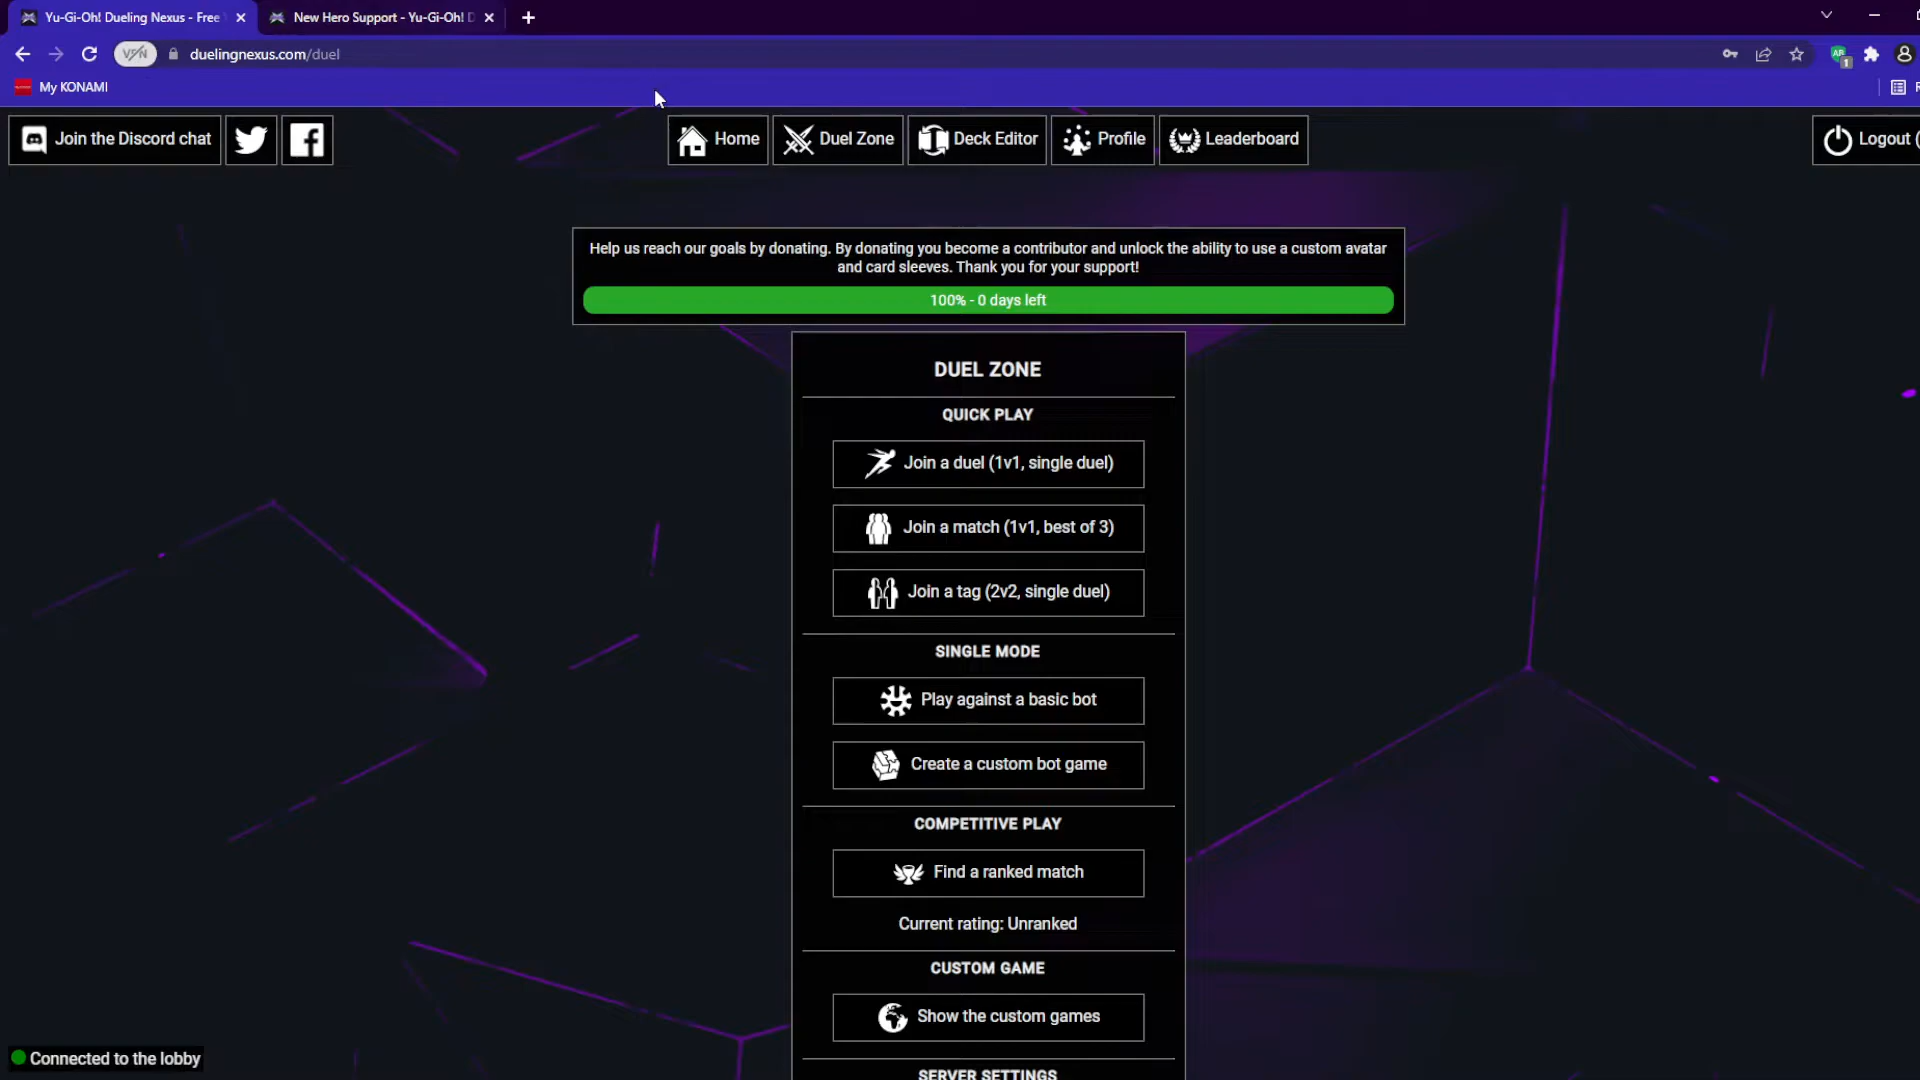 Yu-Gi-Oh! Dueling Nexus - Free
New Hero Support - Yu-Gi-Oh! D
VPN
duelingnexus.com/duel
1
My KONAMI
Join the Discord chat
Home
Duel Zone
Deck Editor
Profile
Leaderboard
Logout (
Help us reach our goals by donating. By donating you become a contributor and unlock the ability to use a custom avatar
and card sleeves. Thank you for your support!
100% - 0 days left
DUEL ZONE
QUICK PLAY
Join a duel (1v1, single duel)
Join a match (1v1, best of 3)
Join a tag (2v2, single duel)
SINGLE MODE
Play against a basic bot
Create a custom bot game
COMPETITIVE PLAY
Find a ranked match
Current rating: Unranked
CUSTOM GAME
Show the custom games
SERVER SETTINGS
Connected to the lobby